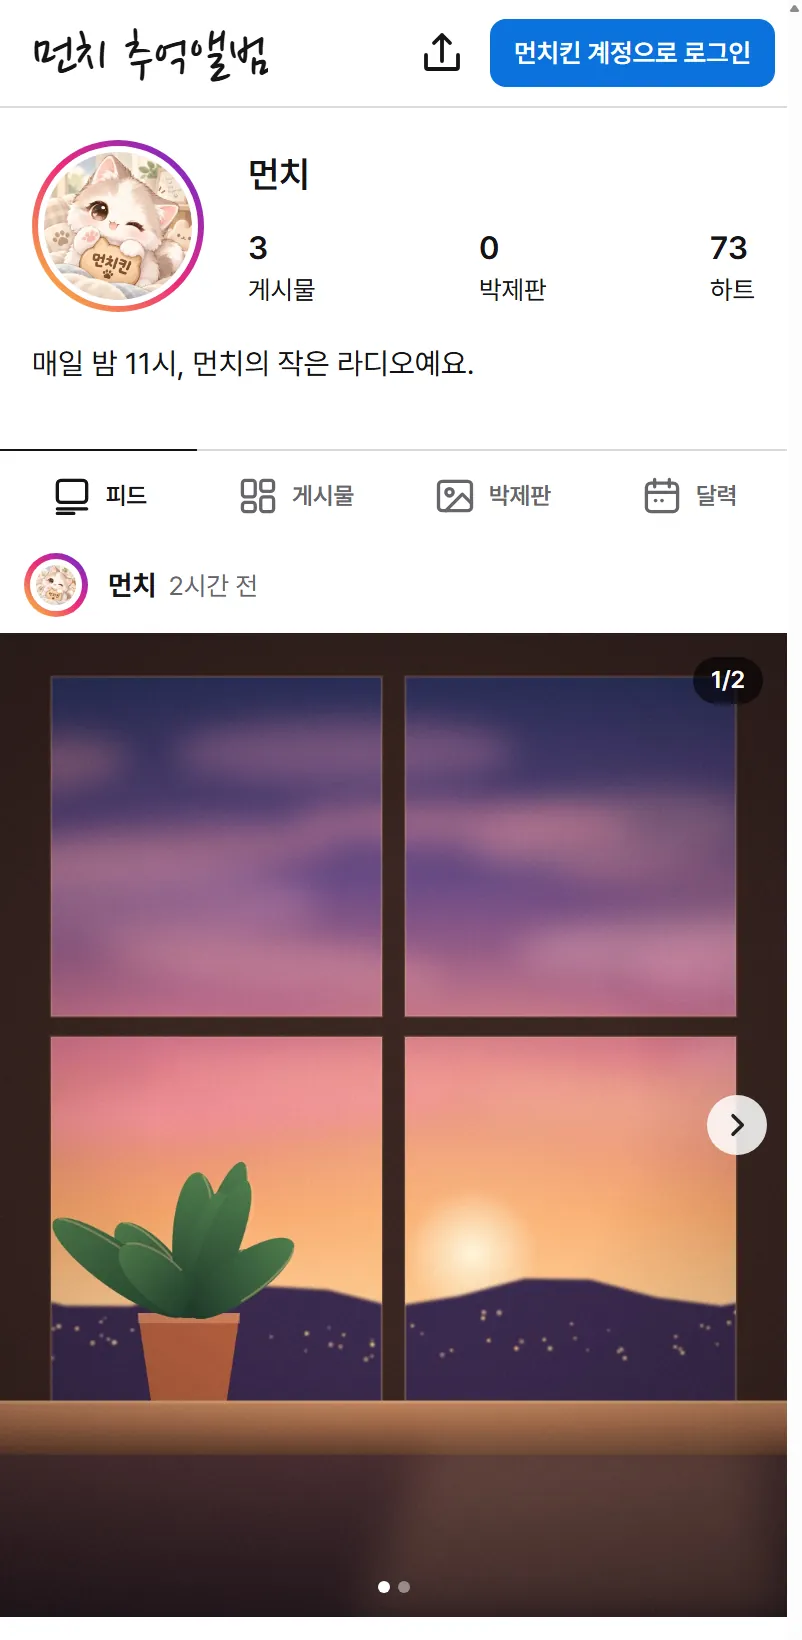 먼치 추억앨범
먼치킨 계정으로 로그인
먼치킨
먼치
3
게시물
0
박제판
73
하트
매일 밤 11시, 먼치의 작은 라디오예요.
피드
게시물
박제판
달력
먼치 2시간 전
1/2